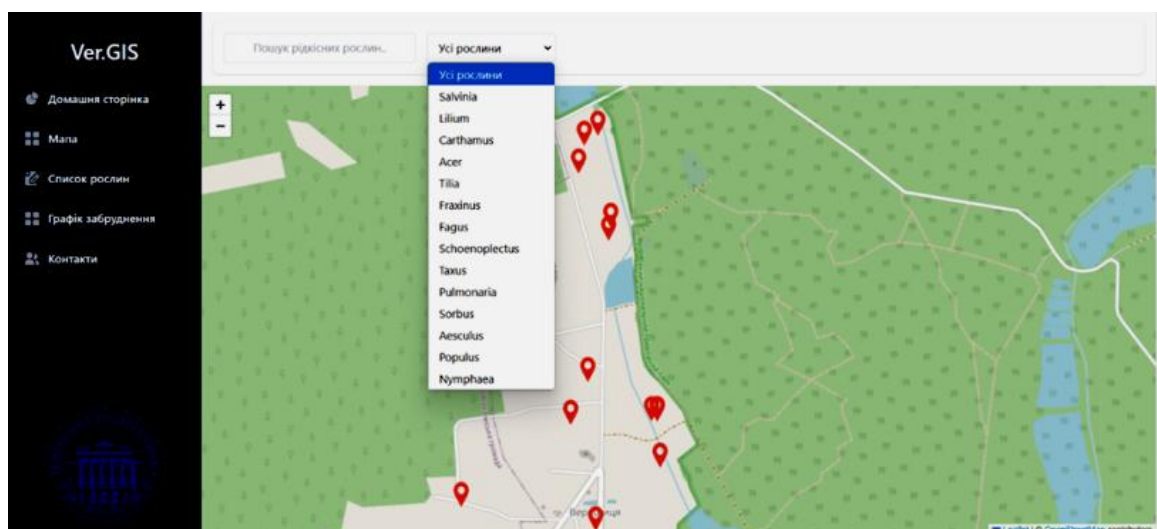 Ver.GIS
Домашня сторінка
Мапа
Список рослин
Графік забруднення
Контакти
Пошук рідкісних рослин..
Усі рослини
Усі рослини
Salvinia
Lilium
Carthamus
Acer
Tilia
Fraxinus
Fagus
Schoenoplectus
Taxus
Pulmonaria
Sorbus
Aesculus
Populus
Nymphaea
+
−